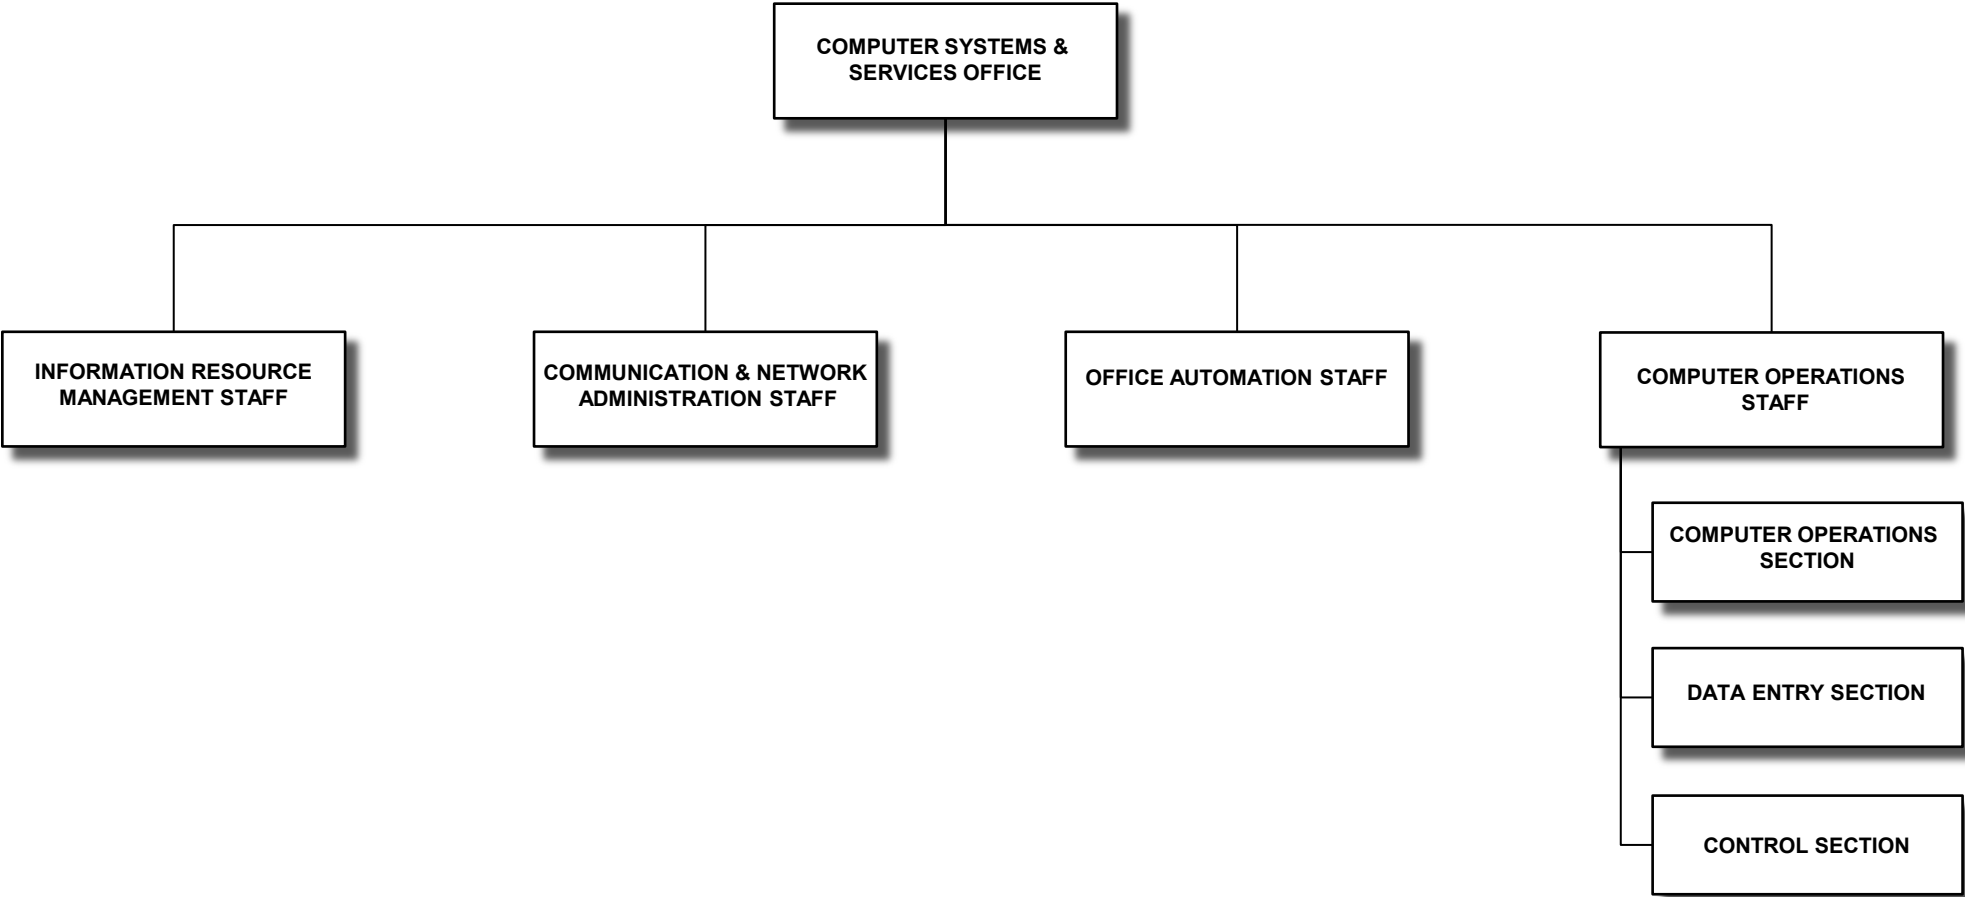 COMPUTER SYSTEMS &
SERVICES OFFICE
INFORMATION RESOURCE
MANAGEMENT STAFF
COMMUNICATION & NETWORK
ADMINISTRATION STAFF
OFFICE AUTOMATION STAFF
COMPUTER OPERATIONS
STAFF
COMPUTER OPERATIONS
SECTION
DATA ENTRY SECTION
CONTROL SECTION